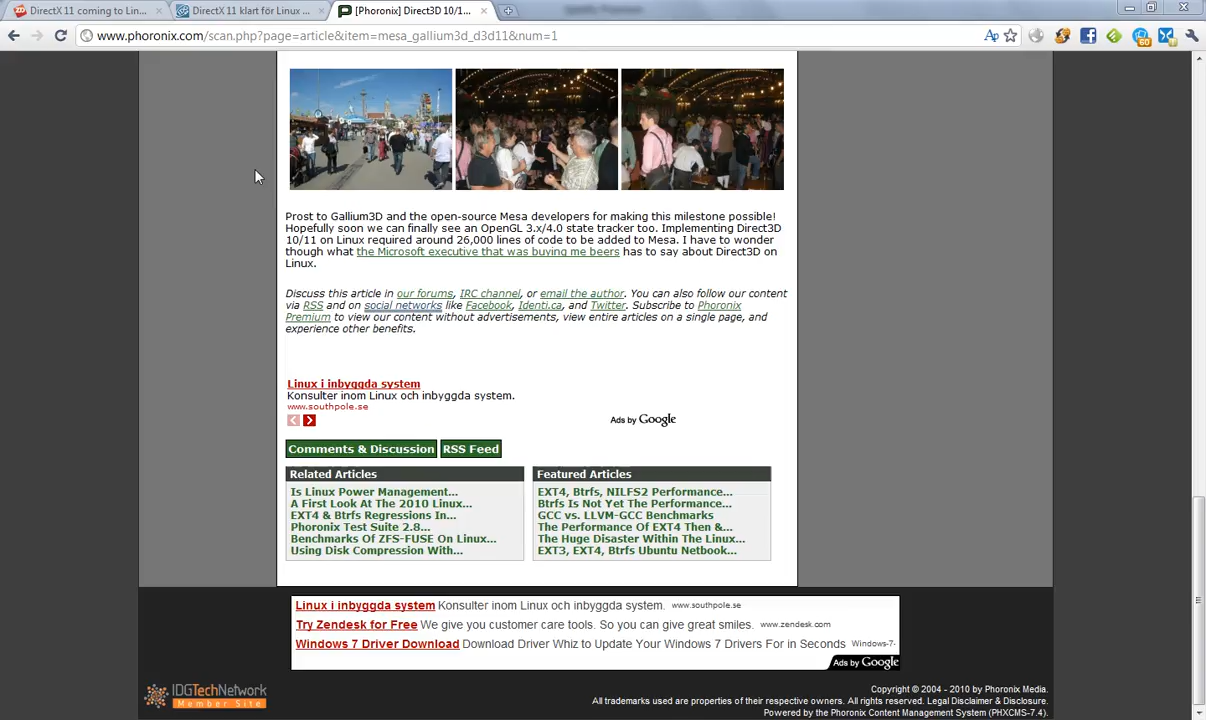 DirectX 11 coming to Lin...
DirectX 11 klart för Linux ...
[Phoronix] Direct3D 10/1...
www.phoronix.com/scan.php?page=article&item=mesa_gallium3d_d3d11&num=1
Prost to Gallium3D and the open-source Mesa developers for making this milestone possible!
Hopefully soon we can finally see an OpenGL 3.x/4.0 state tracker too. Implementing Direct3D
10/11 on Linux required around 26,000 lines of code to be added to Mesa. I have to wonder
though what the Microsoft executive that was buying me beers has to say about Direct3D on
Linux.
Discuss this article in our forums, IRC channel, or email the author. You can also follow our content
via RSS and on social networks like Facebook, Identi.ca, and Twitter. Subscribe to Phoronix
Premium to view our content without advertisements, view entire articles on a single page, and
experience other benefits.
Linux i inbyggda system
Konsulter inom Linux och inbyggda system.
www.southpole.se
Ads by Google
Comments & Discussion RSS Feed
Related Articles
Is Linux Power Management...
A First Look At The 2010 Linux...
EXT4 & Btrfs Regressions In...
Phoronix Test Suite 2.8...
Benchmarks Of ZFS-FUSE On Linux...
Using Disk Compression With...
Featured Articles
EXT4, Btrfs, NILFS2 Performance...
Btrfs Is Not Yet The Performance...
GCC vs. LLVM-GCC Benchmarks
The Performance Of EXT4 Then &...
The Huge Disaster Within The Linux...
EXT3, EXT4, Btrfs Ubuntu Netbook...
Linux i inbyggda system Konsulter inom Linux och inbyggda system. www.southpole.se
Try Zendesk for Free We give you customer care tools. So you can give great smiles. www.zendesk.com
Windows 7 Driver Download Download Driver Whiz to Update Your Windows 7 Drivers For in Seconds Windows-7-
Ads by Google
IDGTechNetwork
Member Site
Copyright © 2004 - 2010 by Phoronix Media.
All trademarks used are properties of their respective owners. All rights reserved. Legal Disclaimer & Disclosure.
Powered by the Phoronix Content Management System (PHXCMS-7.4).